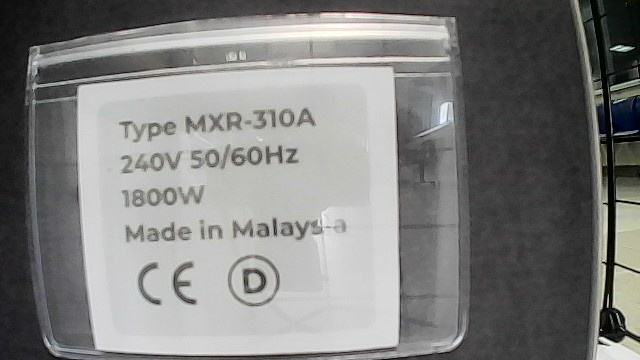 Type MXR-310A
240V 50/60Hz
1800W
Made in Malays-a
CE D